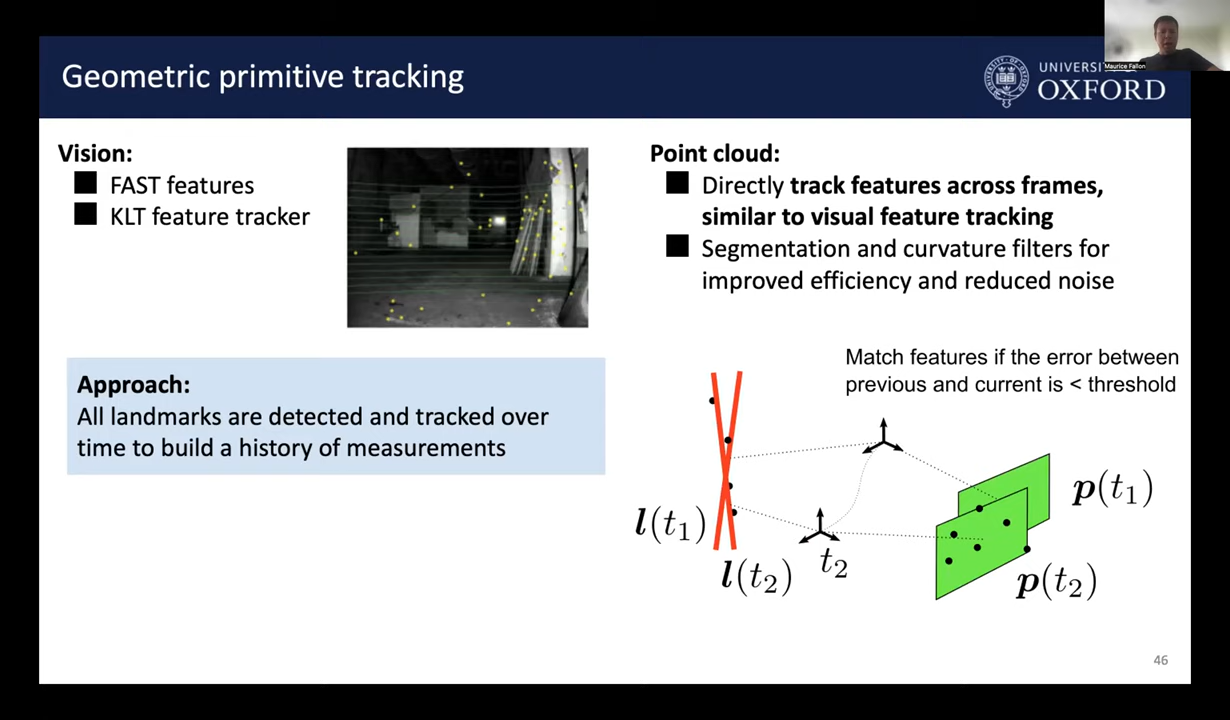 Geometric primitive tracking
UNIVERSI
OXFORD
Maurice Fallon
Vision:
FAST features
KLT feature tracker
Point cloud:
Directly track features across frames,
similar to visual feature tracking
Segmentation and curvature filters for
improved efficiency and reduced noise
Approach:
All landmarks are detected and tracked over
time to build a history of measurements
Match features if the error between
previous and current is < threshold
l(t₁)
l(t₂)
t₂
p(t₁)
p(t₂)
46